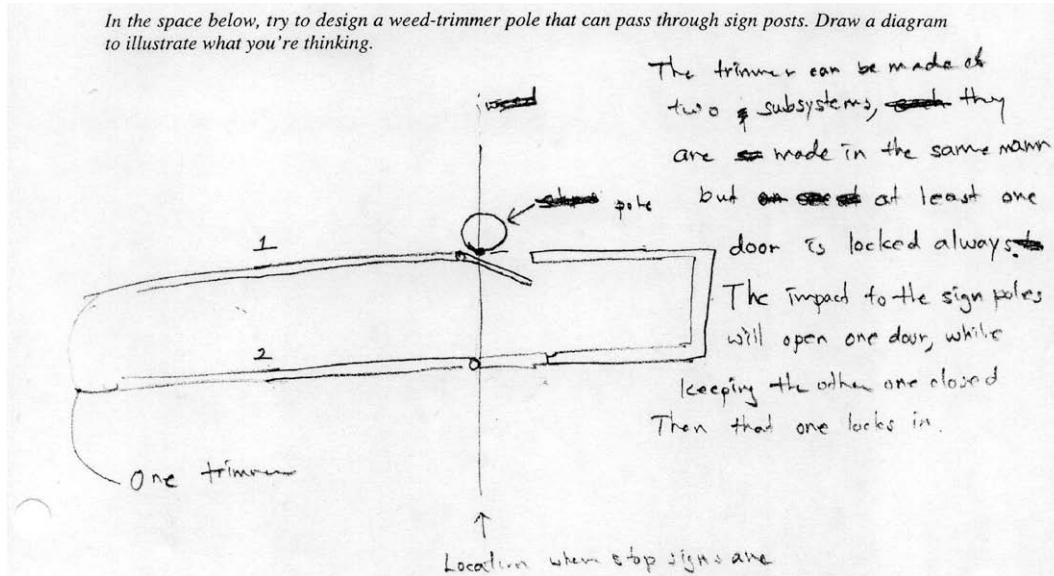 In the space below, try to design a weed-trimmer pole that can pass through sign posts. Draw a diagram
to illustrate what you're thinking.
The trimmer can be made of
two subsystems, they
are made in the same mann
but at least one
door is locked always.
The impact to the sign poles
will open one door, while
keeping the other one closed
Then that one locks in.
pole
1
2
One trimmer
Location where stop signs are